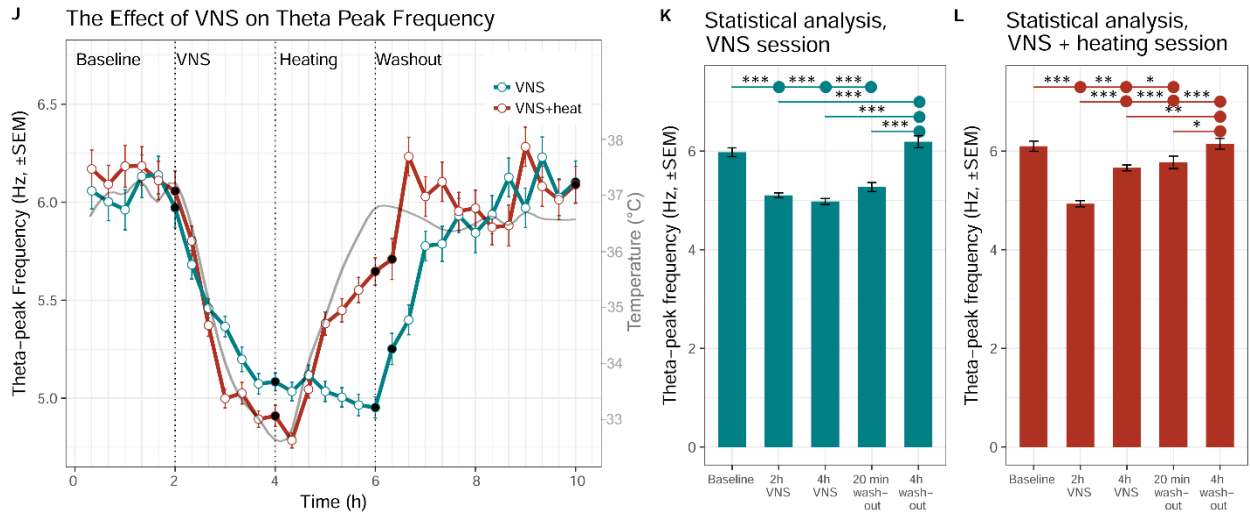 J The Effect of VNS on Theta Peak Frequency
Baseline VNS Heating Washout
VNS
VNS+heat
Theta-peak Frequency (Hz, ±SEM)
6.5
6.0
5.5
5.0
38
37
36
35
34
33
Temperature (°C)
0 2 4 6 8 10
Time (h)
K Statistical analysis,
VNS session
*** *** ***
***
***
***
Theta-peak frequency (Hz, ±SEM)
6
4
2
0
Baseline
2h
VNS
4h
VNS
20 min
wash-
out
4h
wash-
out
L Statistical analysis,
VNS + heating session
*** ** *
*** *** ***
**
*
Theta-peak frequency (Hz, ±SEM)
6
4
2
0
Baseline
2h
VNS
4h
VNS
20 min
wash-
out
4h
wash-
out